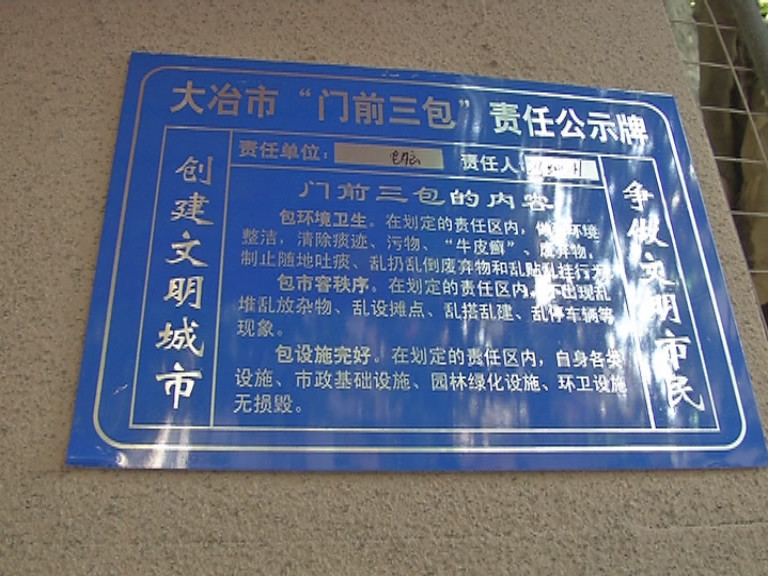 大冶市“门前三包”责任公示牌
责任单位：
责任人
创建文明城市
门前三包的内容
包环境卫生。在划定的责任区内，做好环境
整洁，清除痰迹、污物、“牛皮癣”、废弃物，
制止随地吐痰、乱扔乱倒废弃物和乱贴乱挂行为
包市容秩序。在划定的责任区内，不出现乱
堆乱放杂物、乱设摊点、乱搭乱建、乱停车辆等
现象。
包设施完好。在划定的责任区内，自身各类
设施、市政基础设施、园林绿化设施、环卫设施
无损毁。
争做文明市民